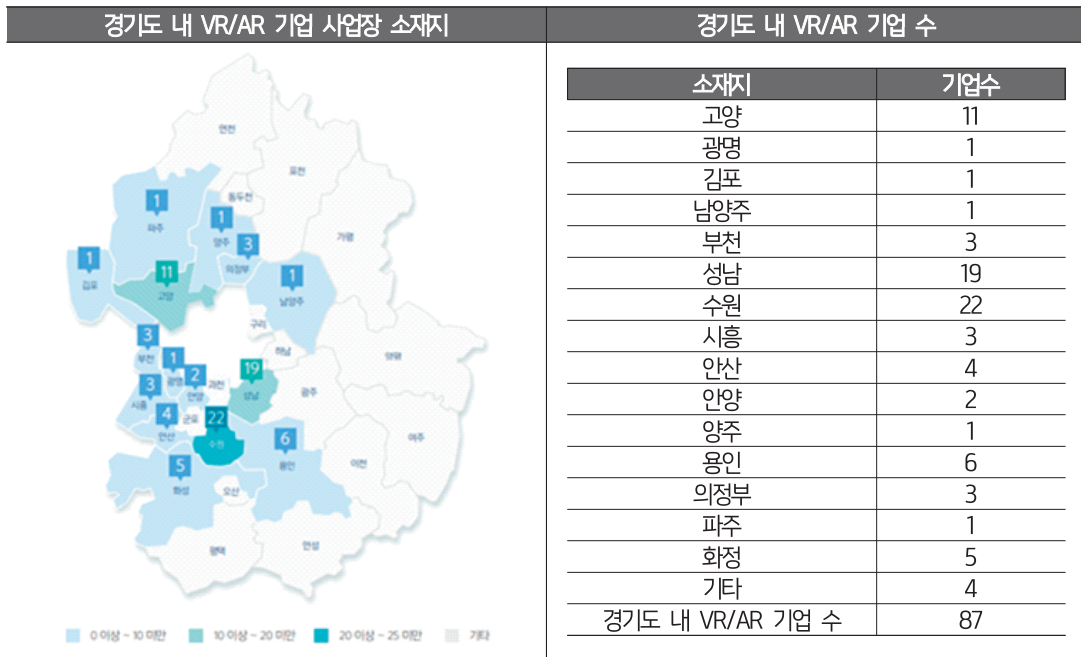 경기도 내 VR/AR 기업 사업장 소재지
경기도 내 VR/AR 기업 수
연천
포천
동두천
1
파주
1
양주
가평
3
의정부
1
김포
11
고양
1
남양주
구리
3
부천
하남
양평
1
광명
2
안양
과천
19
성남
광주
3
시흥
4
안산
군포
22
수원
여주
6
용인
이천
5
화성
오산
평택
안성
0 이상 ~ 10 미만
10 이상 ~ 20 미만
20 이상 ~ 25 미만
기타
소재지 기업수
고양 11
광명 1
김포 1
남양주 1
부천 3
성남 19
수원 22
시흥 3
안산 4
안양 2
양주 1
용인 6
의정부 3
파주 1
화정 5
기타 4
경기도 내 VR/AR 기업 수 87